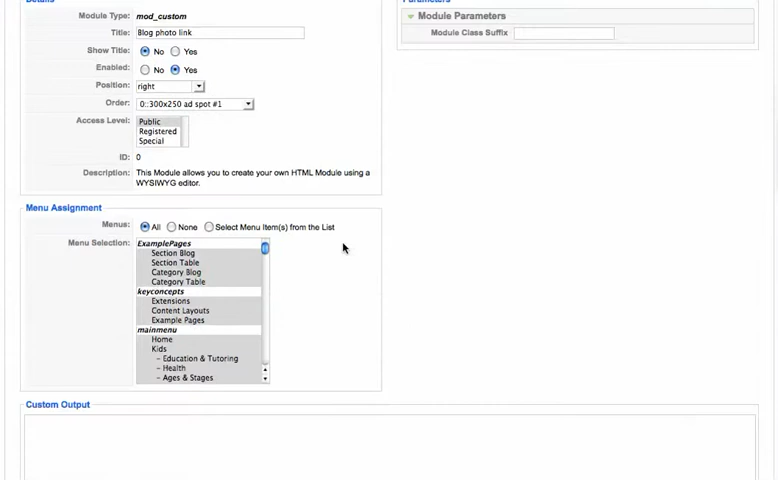 Details
Parameters
Module Type: mod_custom
Module Parameters
Title: Blog photo link
Module Class Suffix
Show Title: No Yes
Enabled: No Yes
Position: right
Order: 0::300x250 ad spot #1
Access Level: Public
Registered
Special
ID: 0
Description: This Module allows you to create your own HTML Module using a
WYSIWYG editor.
Menu Assignment
Menus: All None Select Menu Item(s) from the List
Menu Selection: ExamplePages
Section Blog
Section Table
Category Blog
Category Table
keyconcepts
Extensions
Content Layouts
Example Pages
mainmenu
Home
Kids
- Education & Tutoring
- Health
- Ages & Stages
Custom Output